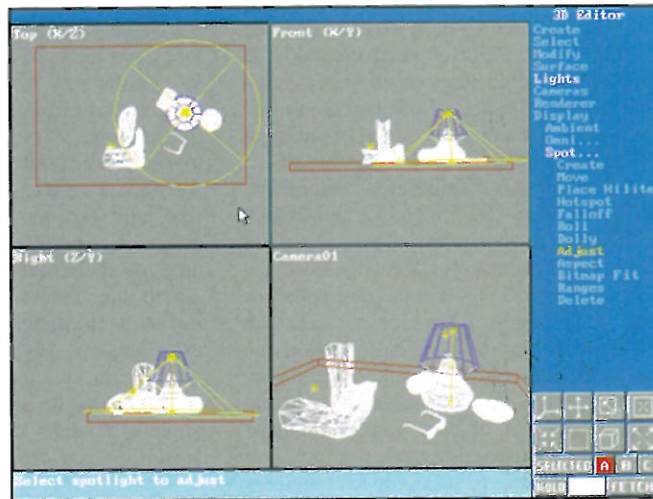 3D Editor
Top (X/Z)
Front (X/Y)
Create
Select
Modify
Surface
Lights
Cameras
Renderer
Display
Ambient
Omni...
Spot...
Create
Move
Place Hilite
Hotspot
Falloff
Roll
Dolly
Adjust
Aspect
Bitmap Fit
Ranges
Delete
Right (Z/Y)
Camera01
SELECTED A B C
HOLD FETCH
Select spotlight to adjust